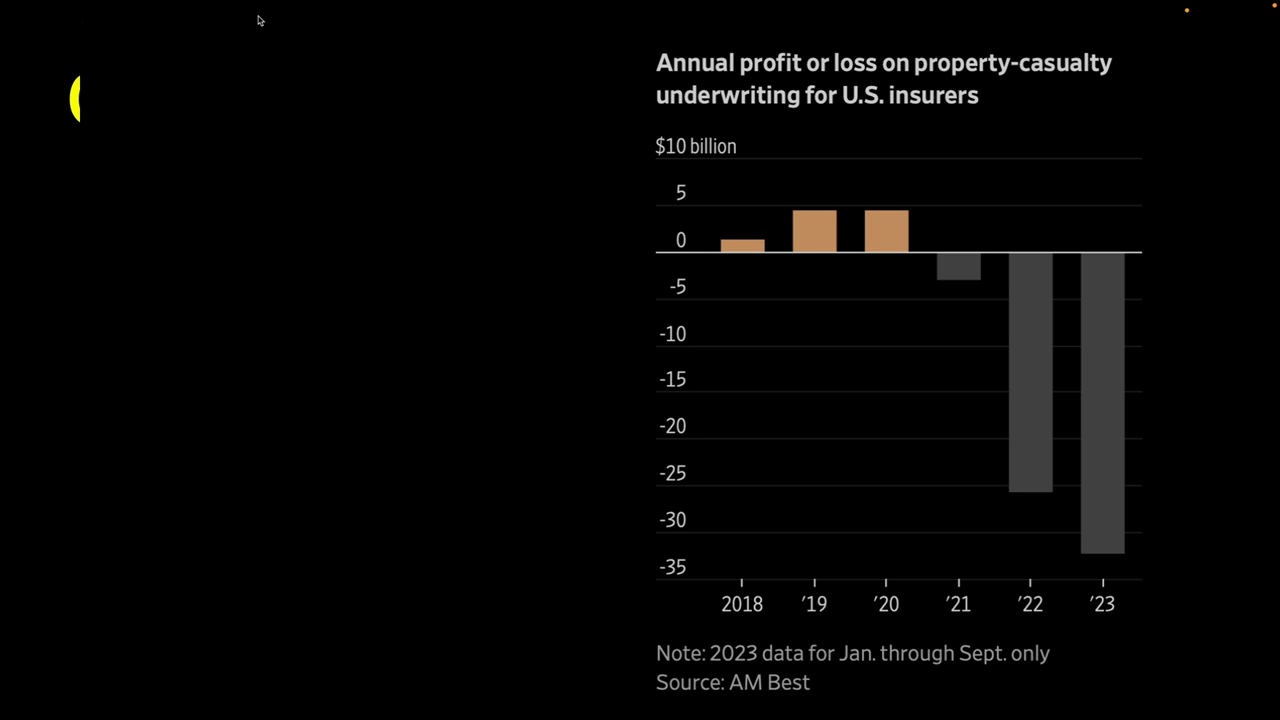 Annual profit or loss on property-casualty
underwriting for U.S. insurers
$10 billion
5
0
-5
-10
-15
-20
-25
-30
-35
2018 ’19 ’20 ’21 ’22 ’23
Note: 2023 data for Jan. through Sept. only
Source: AM Best